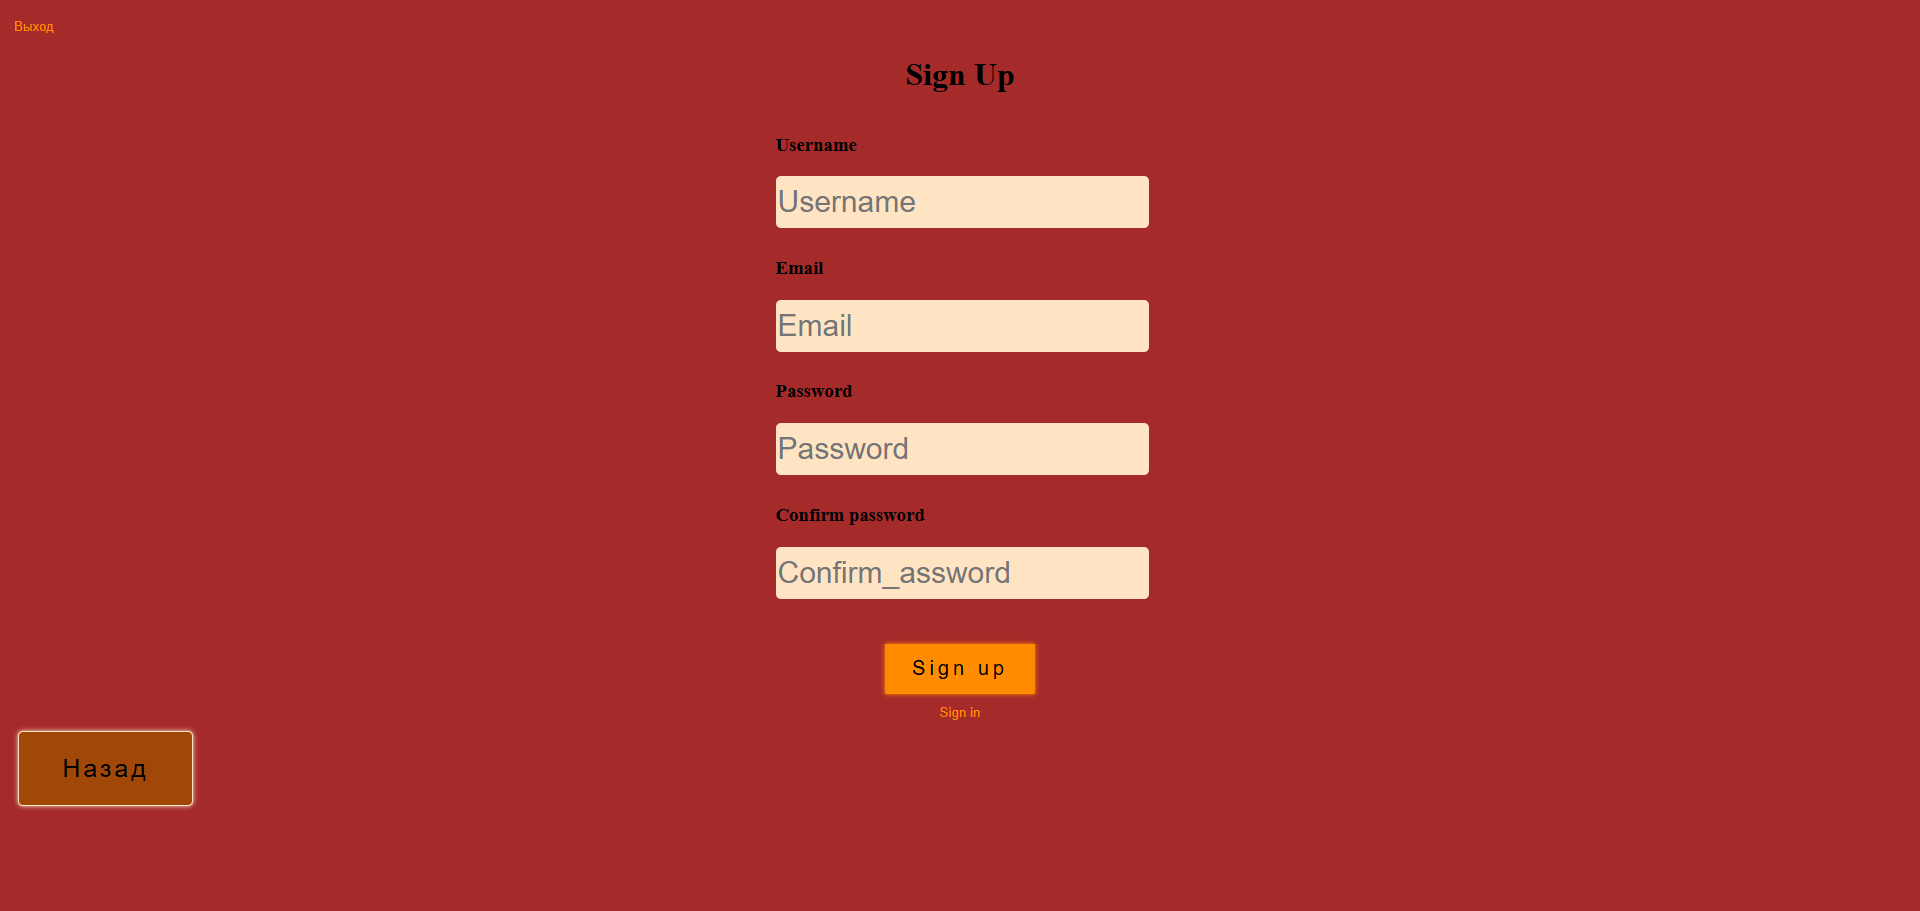 Выход
Sign Up
Username
Username
Email
Email
Password
Password
Confirm password
Confirm_assword
Sign up
Sign in
Назад